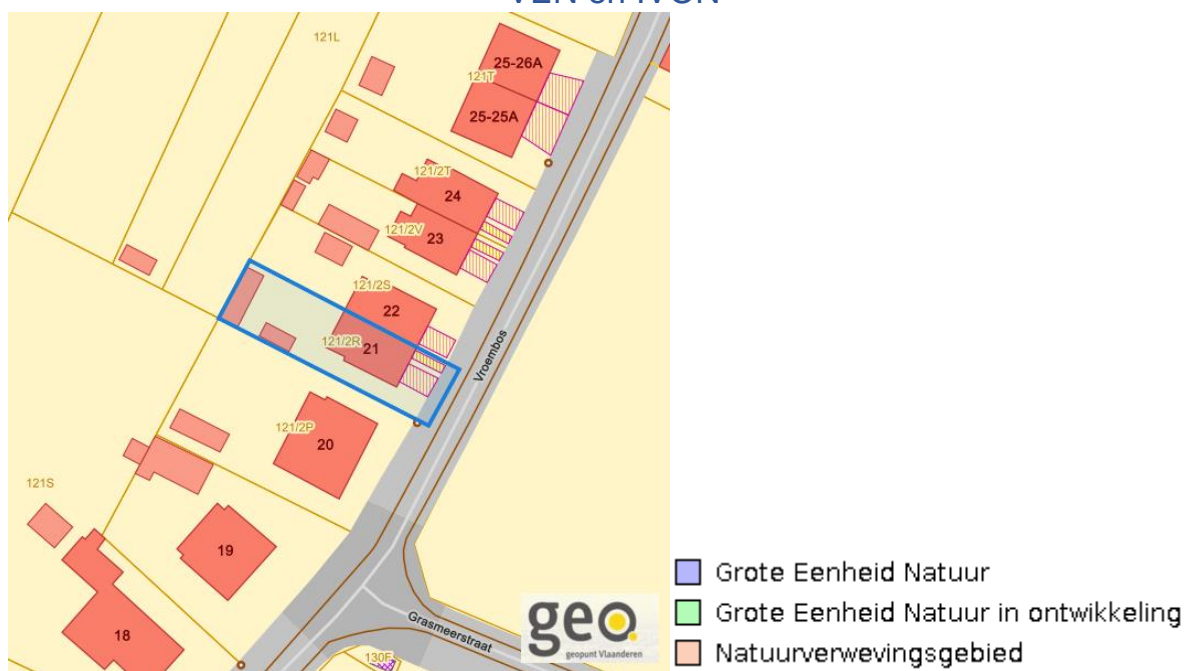 VEN en IVON
121L
25-26A
121T
25-25A
121/2T
24
121/2V
23
121/2S
22
121/2R
21
Vroembos
121/2P
20
121S
19
18
Grasmeerstraat
130F
geo
geopunt Vlaanderen
Grote Eenheid Natuur
Grote Eenheid Natuur in ontwikkeling
Natuurverwevingsgebied